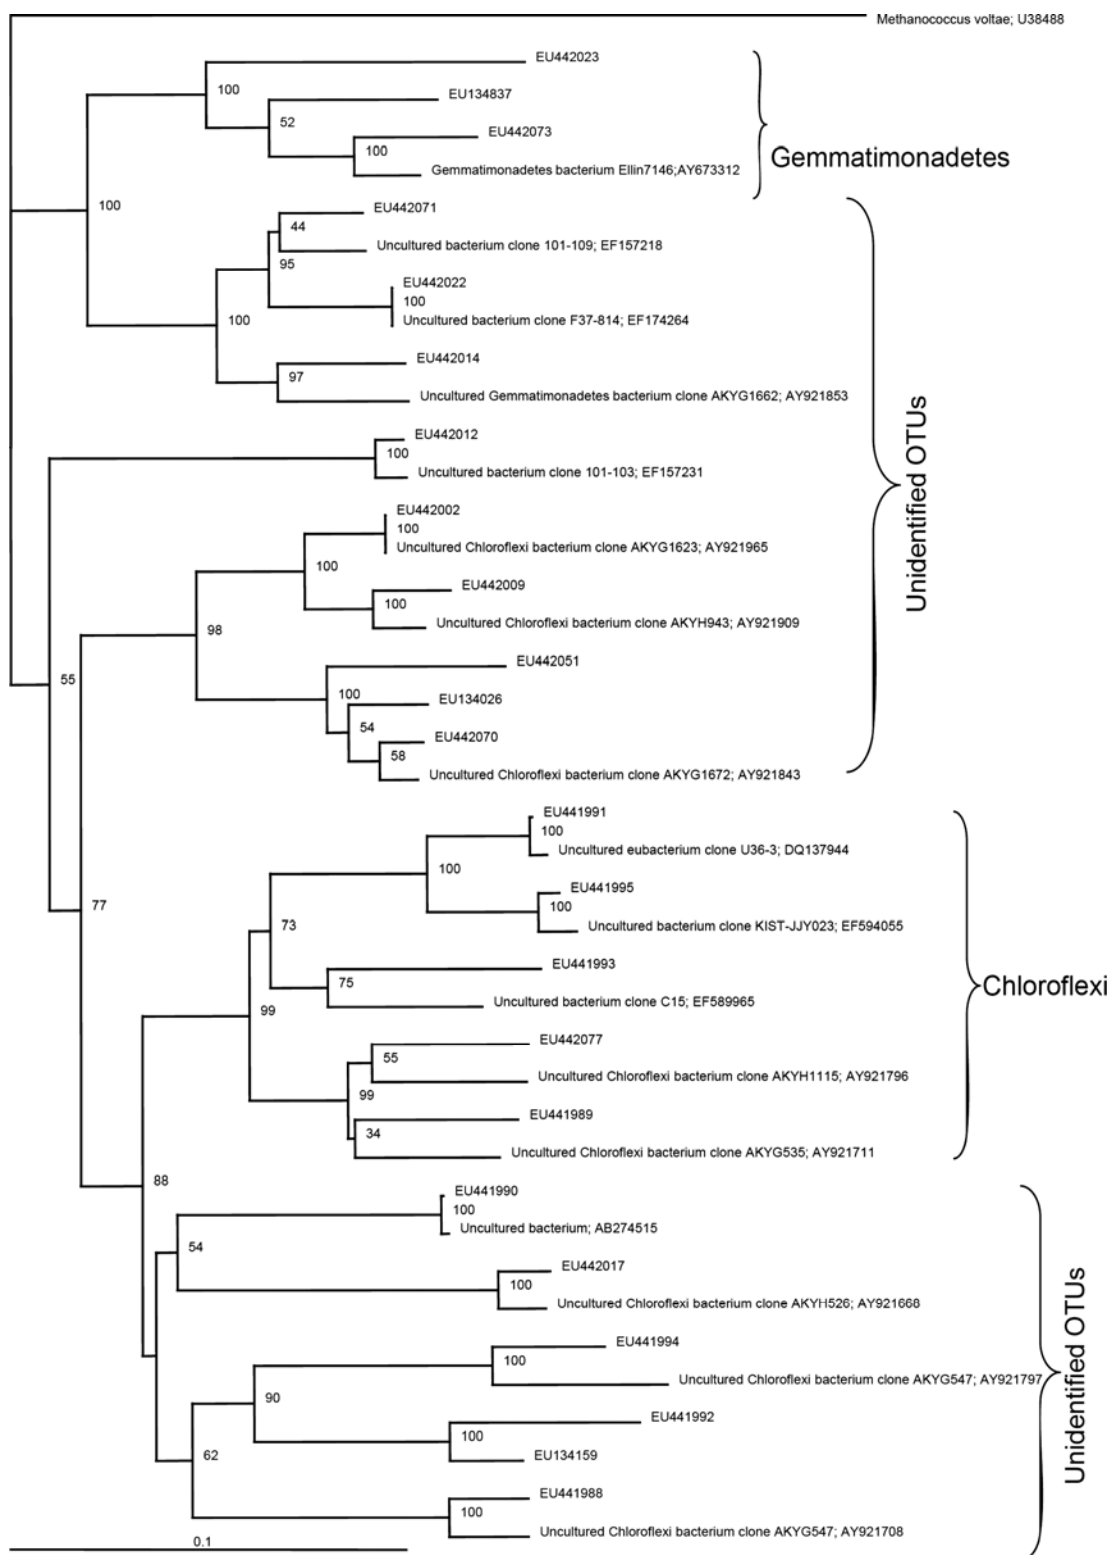 Methanococcus voltae; U38488
EU442023
100
EU134837
52
EU442073
100
Gemmatimonadetes bacterium Ellin7146;AY673312
Gemmatimonadetes
100
EU442071
44
Uncultured bacterium clone 101-109; EF157218
95
EU442022
100
Uncultured bacterium clone F37-814; EF174264
100
EU442014
97
Uncultured Gemmatimonadetes bacterium clone AKYG1662; AY921853
EU442012
100
Uncultured bacterium clone 101-103; EF157231
Unidentified OTUs
EU442002
100
Uncultured Chloroflexi bacterium clone AKYG1623; AY921965
100
EU442009
100
Uncultured Chloroflexi bacterium clone AKYH943; AY921909
98
EU442051
55
100
EU134026
54
EU442070
58
Uncultured Chloroflexi bacterium clone AKYG1672; AY921843
EU441991
100
Uncultured eubacterium clone U36-3; DQ137944
100
EU441995
77
100
73
Uncultured bacterium clone KIST-JJY023; EF594055
EU441993
75
Chloroflexi
Uncultured bacterium clone C15; EF589965
99
EU442077
55
Uncultured Chloroflexi bacterium clone AKYH1115; AY921796
99
EU441989
34
Uncultured Chloroflexi bacterium clone AKYG535; AY921711
88
EU441990
100
Uncultured bacterium; AB274515
54
EU442017
100
Uncultured Chloroflexi bacterium clone AKYH526; AY921668
EU441994
100
Uncultured Chloroflexi bacterium clone AKYG547; AY921797
Unidentified OTUs
90
EU441992
100
62
EU134159
EU441988
100
Uncultured Chloroflexi bacterium clone AKYG547; AY921708
0.1